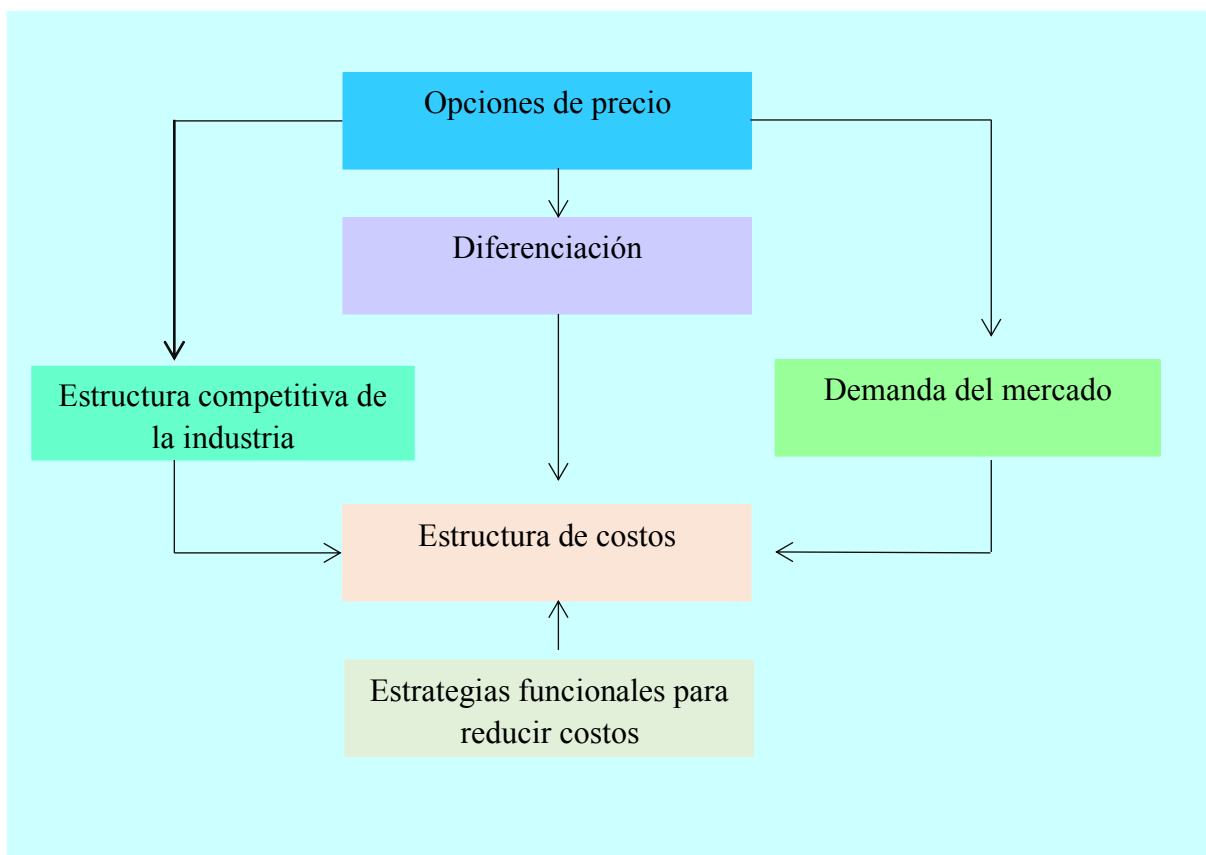 Opciones de precio
Diferenciación
Estructura competitiva de
la industria
Demanda del mercado
Estructura de costos
Estrategias funcionales para
reducir costos